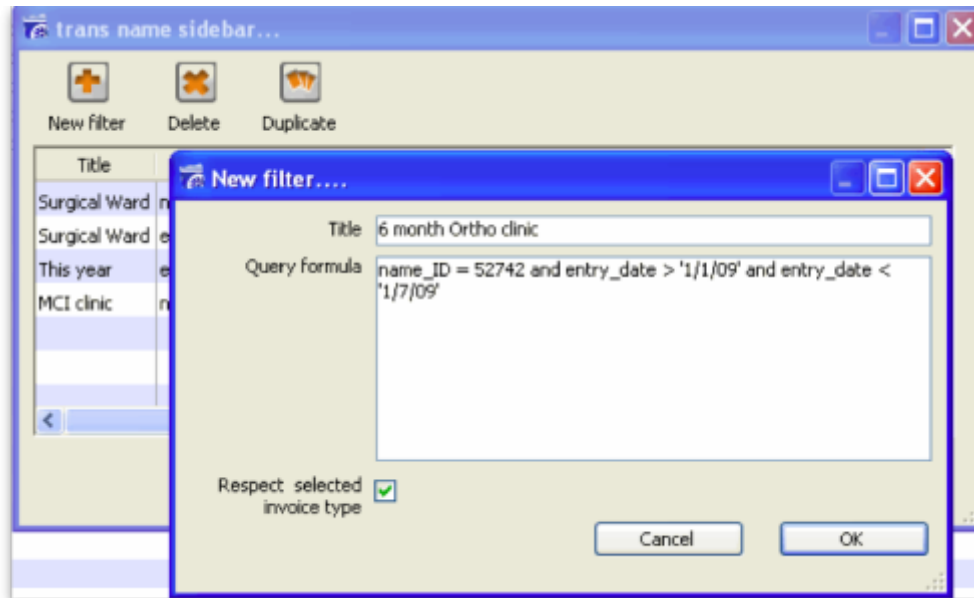 trans name sidebar...
New filter Delete Duplicate
Title
Surgical Ward n
Surgical Ward e
This year e
MCI clinic n
New filter....
Title 6 month Ortho clinic
Query formula name_ID = 52742 and entry_date > '1/1/09' and entry_date <
'1/7/09'
Respect selected
invoice type
Cancel OK